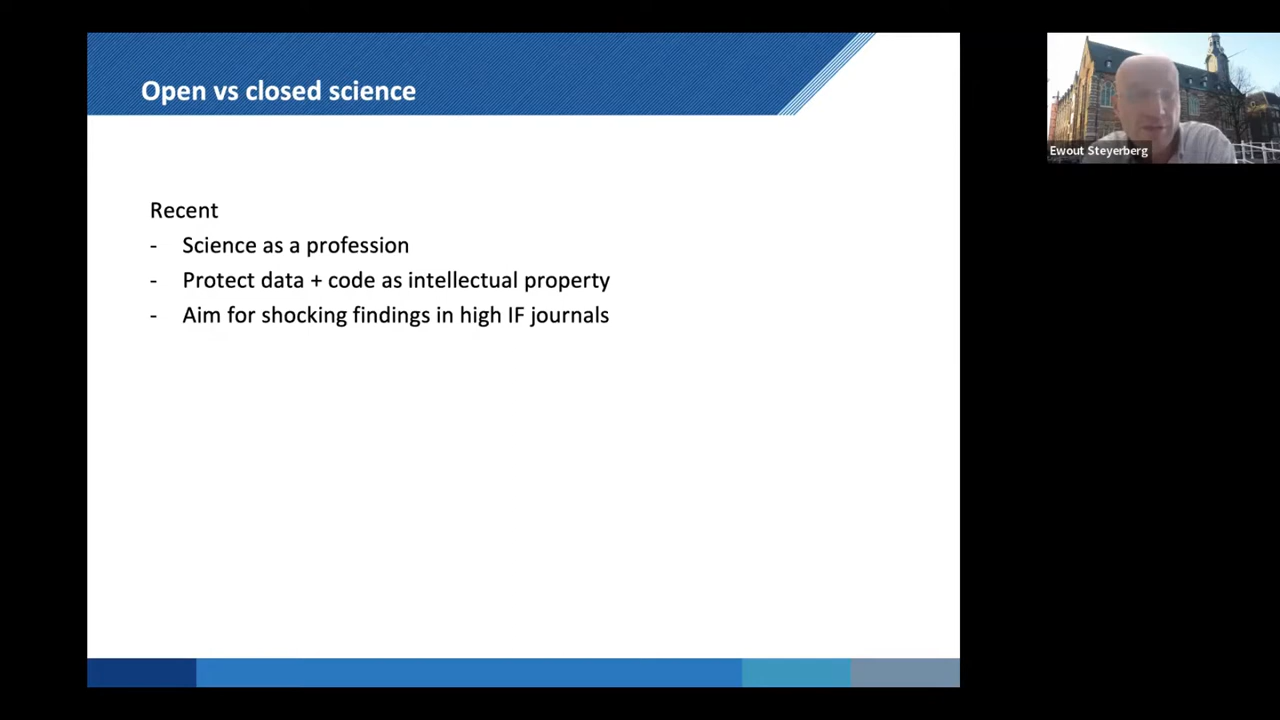 Open vs closed science
Recent
- Science as a profession
- Protect data + code as intellectual property
- Aim for shocking findings in high IF journals
Ewout Steyerberg